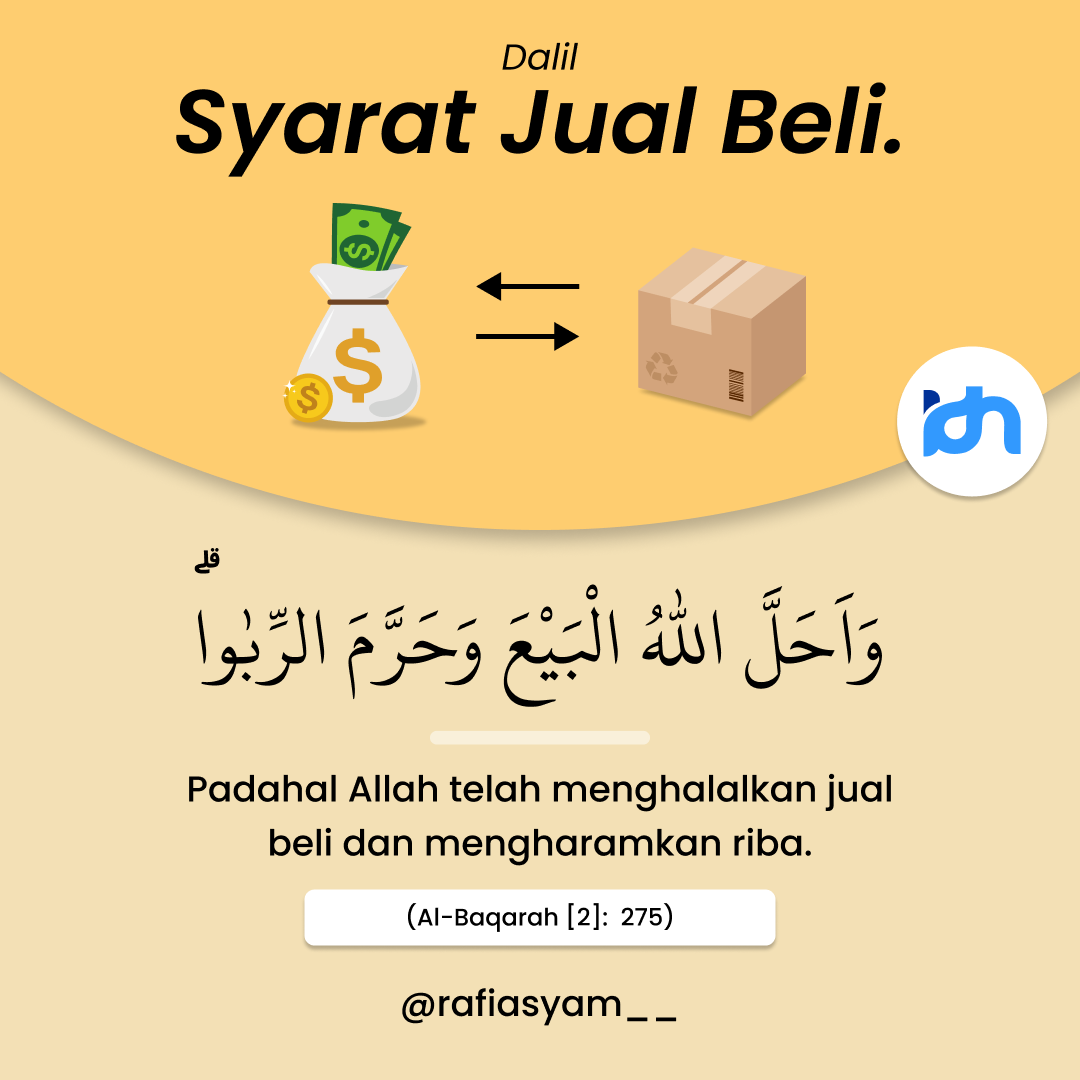 Dalil
Syarat Jual Beli.
$
$
$
وَاَحَلَّ اللّٰهُ الْبَيْعَ وَحَرَّمَ الرِّبٰوا ۗ
Padahal Allah telah menghalalkan jual
beli dan mengharamkan riba.
(Al-Baqarah [2]: 275)
@rafiasyam__